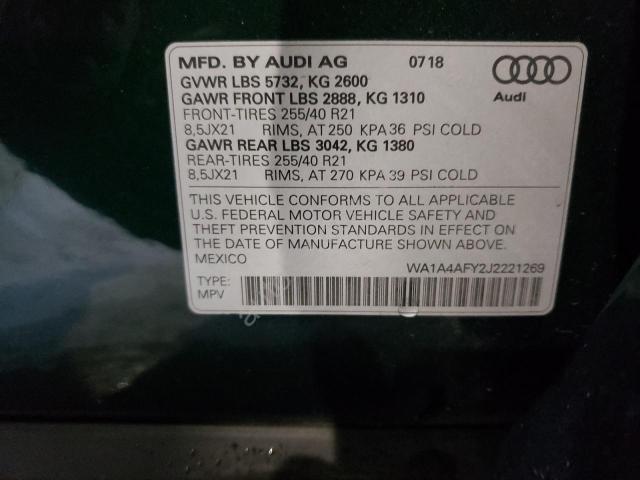 MFD. BY AUDI AG 07 18
GVWR LBS 5732, KG 2600
GAWR FRONT LBS 2888, KG 1310
Audi
FRONT-TIRES 255/40 R21
8,5JX21 RIMS, AT 250 KPA 36 PSI COLD
GAWR REAR LBS 3042, KG 1380
REAR-TIRES 255/40 R21
8,5JX21 RIMS, AT 270 KPA 39 PSI COLD
THIS VEHICLE CONFORMS TO ALL APPLICABLE
U.S. FEDERAL MOTOR VEHICLE SAFETY AND
THEFT PREVENTION STANDARDS IN EFFECT ON
THE DATE OF MANUFACTURE SHOWN ABOVE.
MEXICO
WA1A4AFY2J2221269
TYPE:
MPV